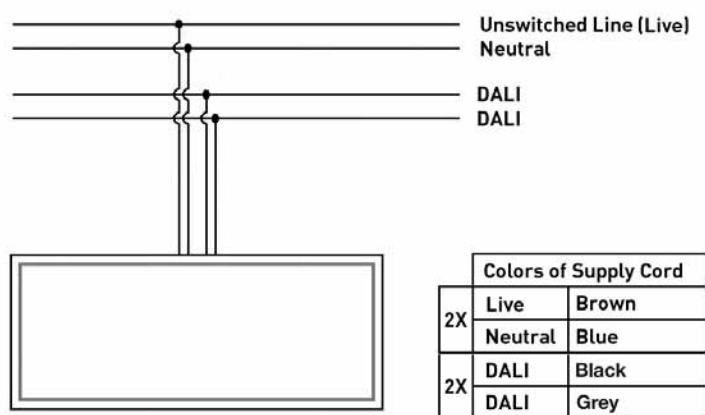 Unswitched Line (Live)
Neutral
DALI
DALI
Colors of Supply Cord
2X
Live Brown
Neutral Blue
2X
DALI Black
DALI Grey